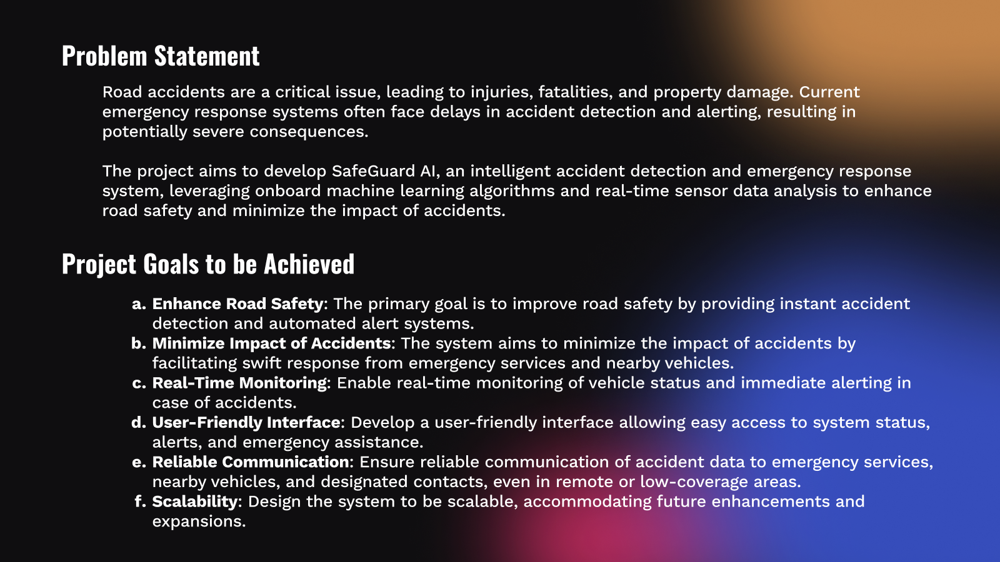 Problem Statement
Road accidents are a critical issue, leading to injuries, fatalities, and property damage. Current
emergency response systems often face delays in accident detection and alerting, resulting in
potentially severe consequences.
The project aims to develop SafeGuard AI, an intelligent accident detection and emergency response
system, leveraging onboard machine learning algorithms and real-time sensor data analysis to enhance
road safety and minimize the impact of accidents.
Project Goals to be Achieved
a. Enhance Road Safety: The primary goal is to improve road safety by providing instant accident
detection and automated alert systems.
b. Minimize Impact of Accidents: The system aims to minimize the impact of accidents by
facilitating swift response from emergency services and nearby vehicles.
c. Real-Time Monitoring: Enable real-time monitoring of vehicle status and immediate alerting in
case of accidents.
d. User-Friendly Interface: Develop a user-friendly interface allowing easy access to system status,
alerts, and emergency assistance.
e. Reliable Communication: Ensure reliable communication of accident data to emergency services,
nearby vehicles, and designated contacts, even in remote or low-coverage areas.
f. Scalability: Design the system to be scalable, accommodating future enhancements and
expansions.